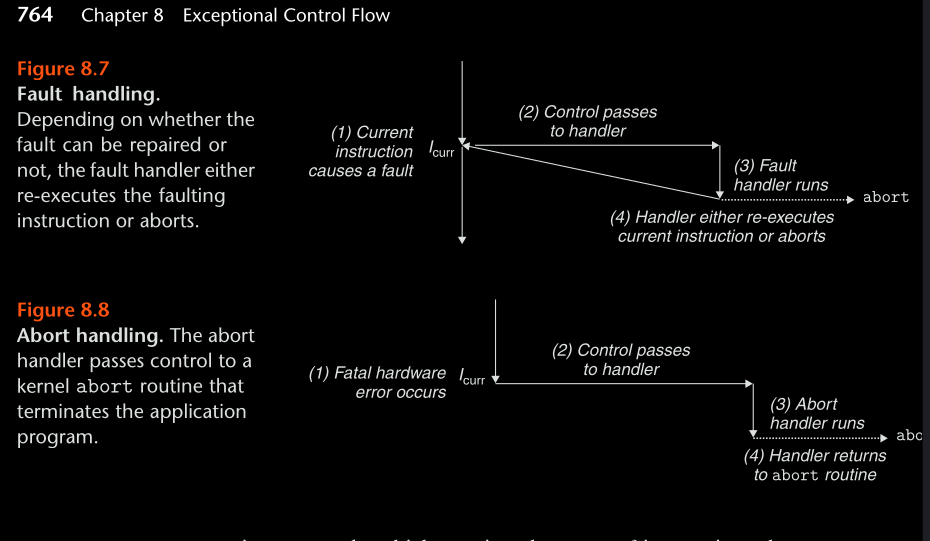 764 Chapter 8 Exceptional Control Flow
Figure 8.7
Fault handling.
Depending on whether the
fault can be repaired or
not, the fault handler either
re-executes the faulting
instruction or aborts.
(1) Current
instruction
causes a fault
Icurr
(2) Control passes
to handler
(3) Fault
handler runs
abort
(4) Handler either re-executes
current instruction or aborts
Figure 8.8
Abort handling. The abort
handler passes control to a
kernel abort routine that
terminates the application
program.
(1) Fatal hardware
error occurs
Icurr
(2) Control passes
to handler
(3) Abort
handler runs
abo
(4) Handler returns
to abort routine